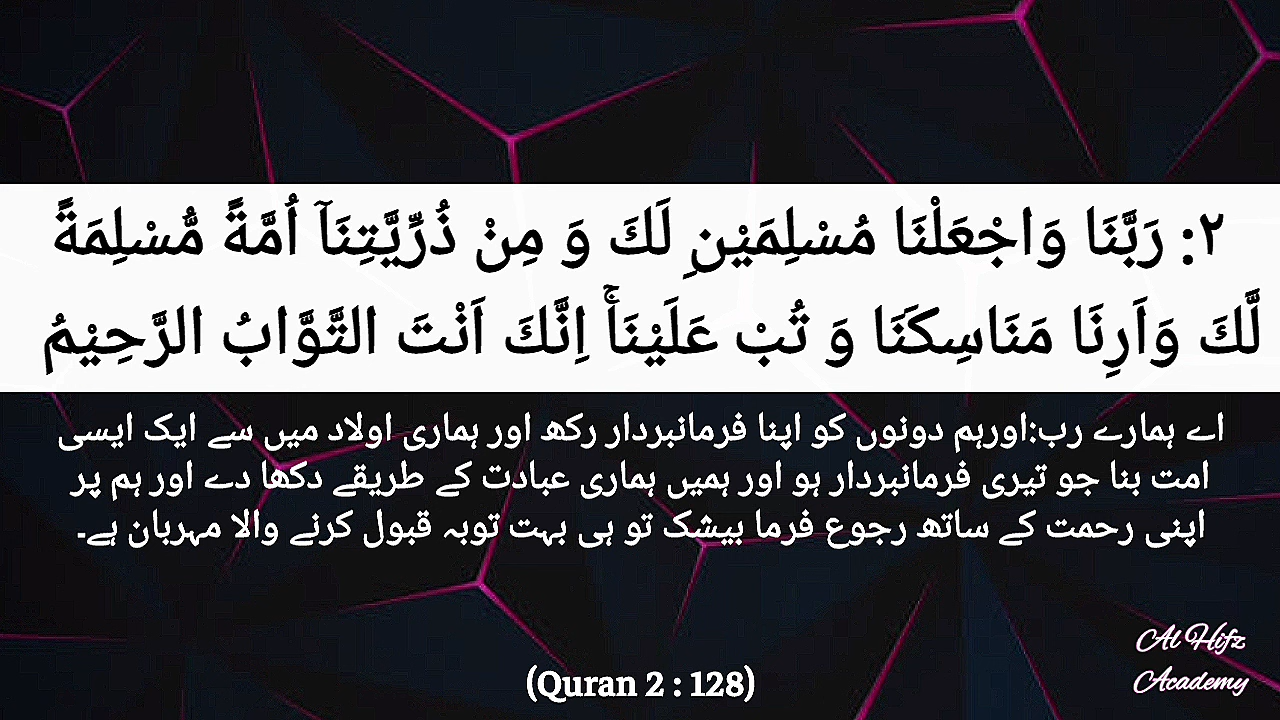 ٢: رَبَّنَا وَاجْعَلْنَا مُسْلِمَيْنِ لَكَ وَ مِنْ ذُرِّيَّتِنَآ اُمَّةً مُّسْلِمَةً
لَّكَ وَاَرِنَا مَنَاسِكَنَا وَ تُبْ عَلَيْنَاۚ اِنَّكَ اَنْتَ التَّوَّابُ الرَّحِيْمُ
اے ہمارے رب:اورہم دونوں کو اپنا فرمانبردار رکھ اور ہماری اولاد میں سے ایک ایسی
امت بنا جو تیری فرمانبردار ہو اور ہمیں ہماری عبادت کے طریقے دکھا دے اور ہم پر
اپنی رحمت کے ساتھ رجوع فرما بیشک تو ہی بہت توبہ قبول کرنے والا مہربان ہے۔
Al Hifz
Academy
(Quran 2 : 128)